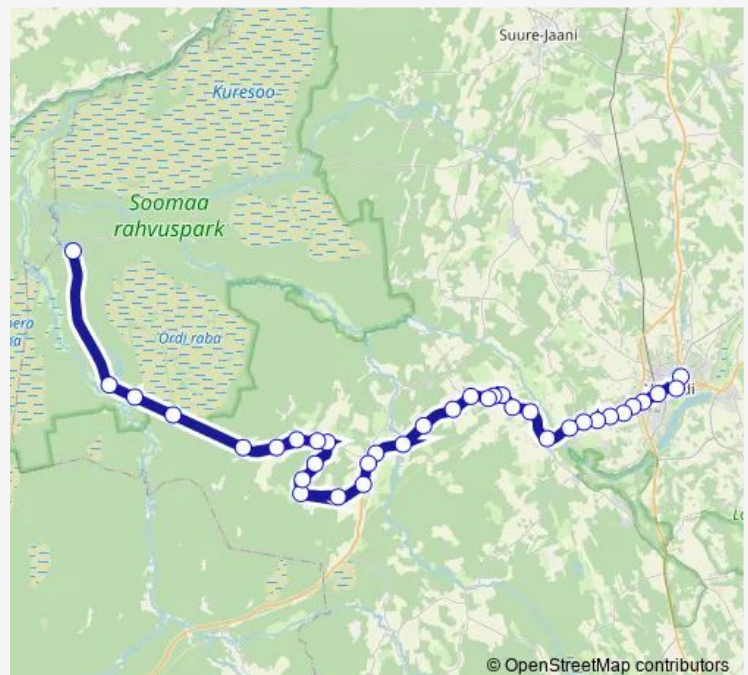 Suure-Jaani
Kuresoo
Soomaa
rahvuspark
Ordi raba
© OpenStreetMap contributors